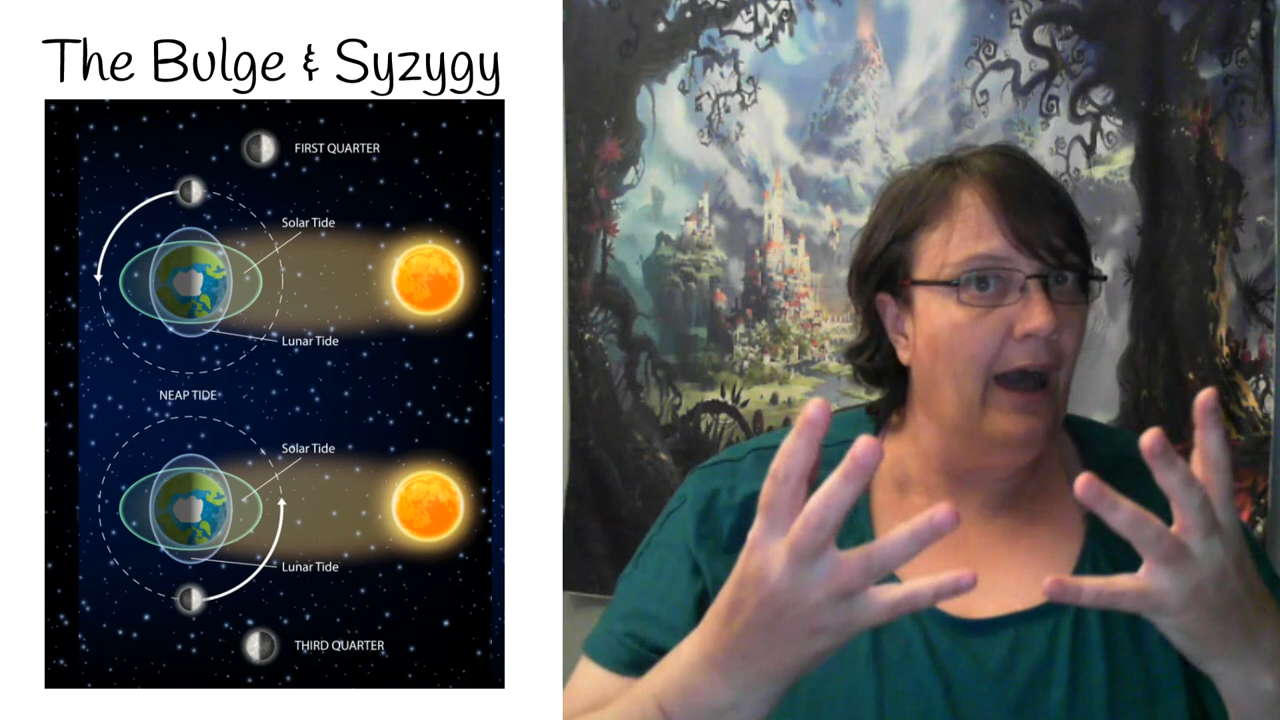 The Bulge & Syzygy
FIRST QUARTER
Solar Tide
Lunar Tide
NEAP TIDE
Solar Tide
Lunar Tide
THIRD QUARTER